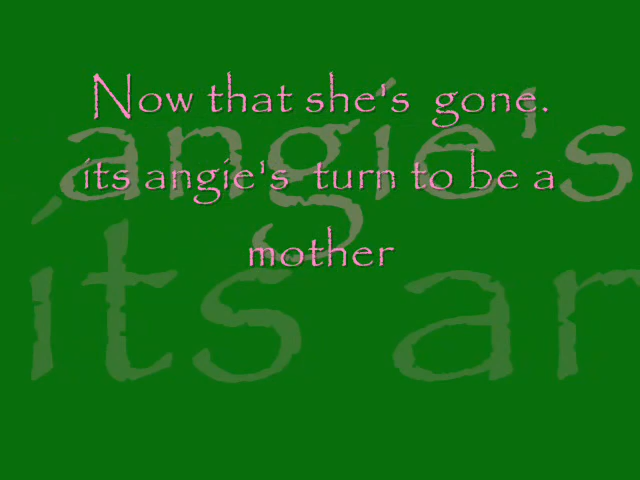 Now that she's gone.
its angie's turn to be a
mother
angie's
its an